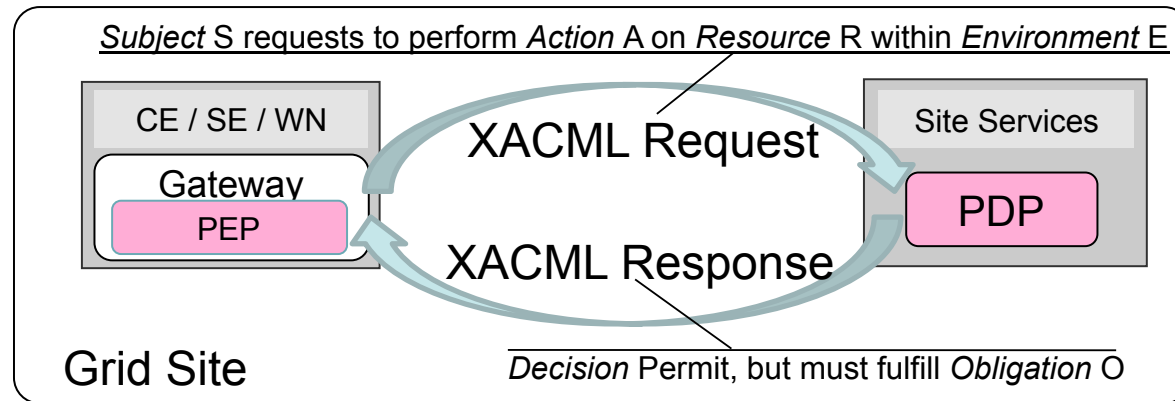 Subject S requests to perform Action A on Resource R within Environment E
CE / SE / WN
Site Services
XACML Request
Gateway
PEP
PDP
XACML Response
Grid Site
Decision Permit, but must fulfill Obligation O